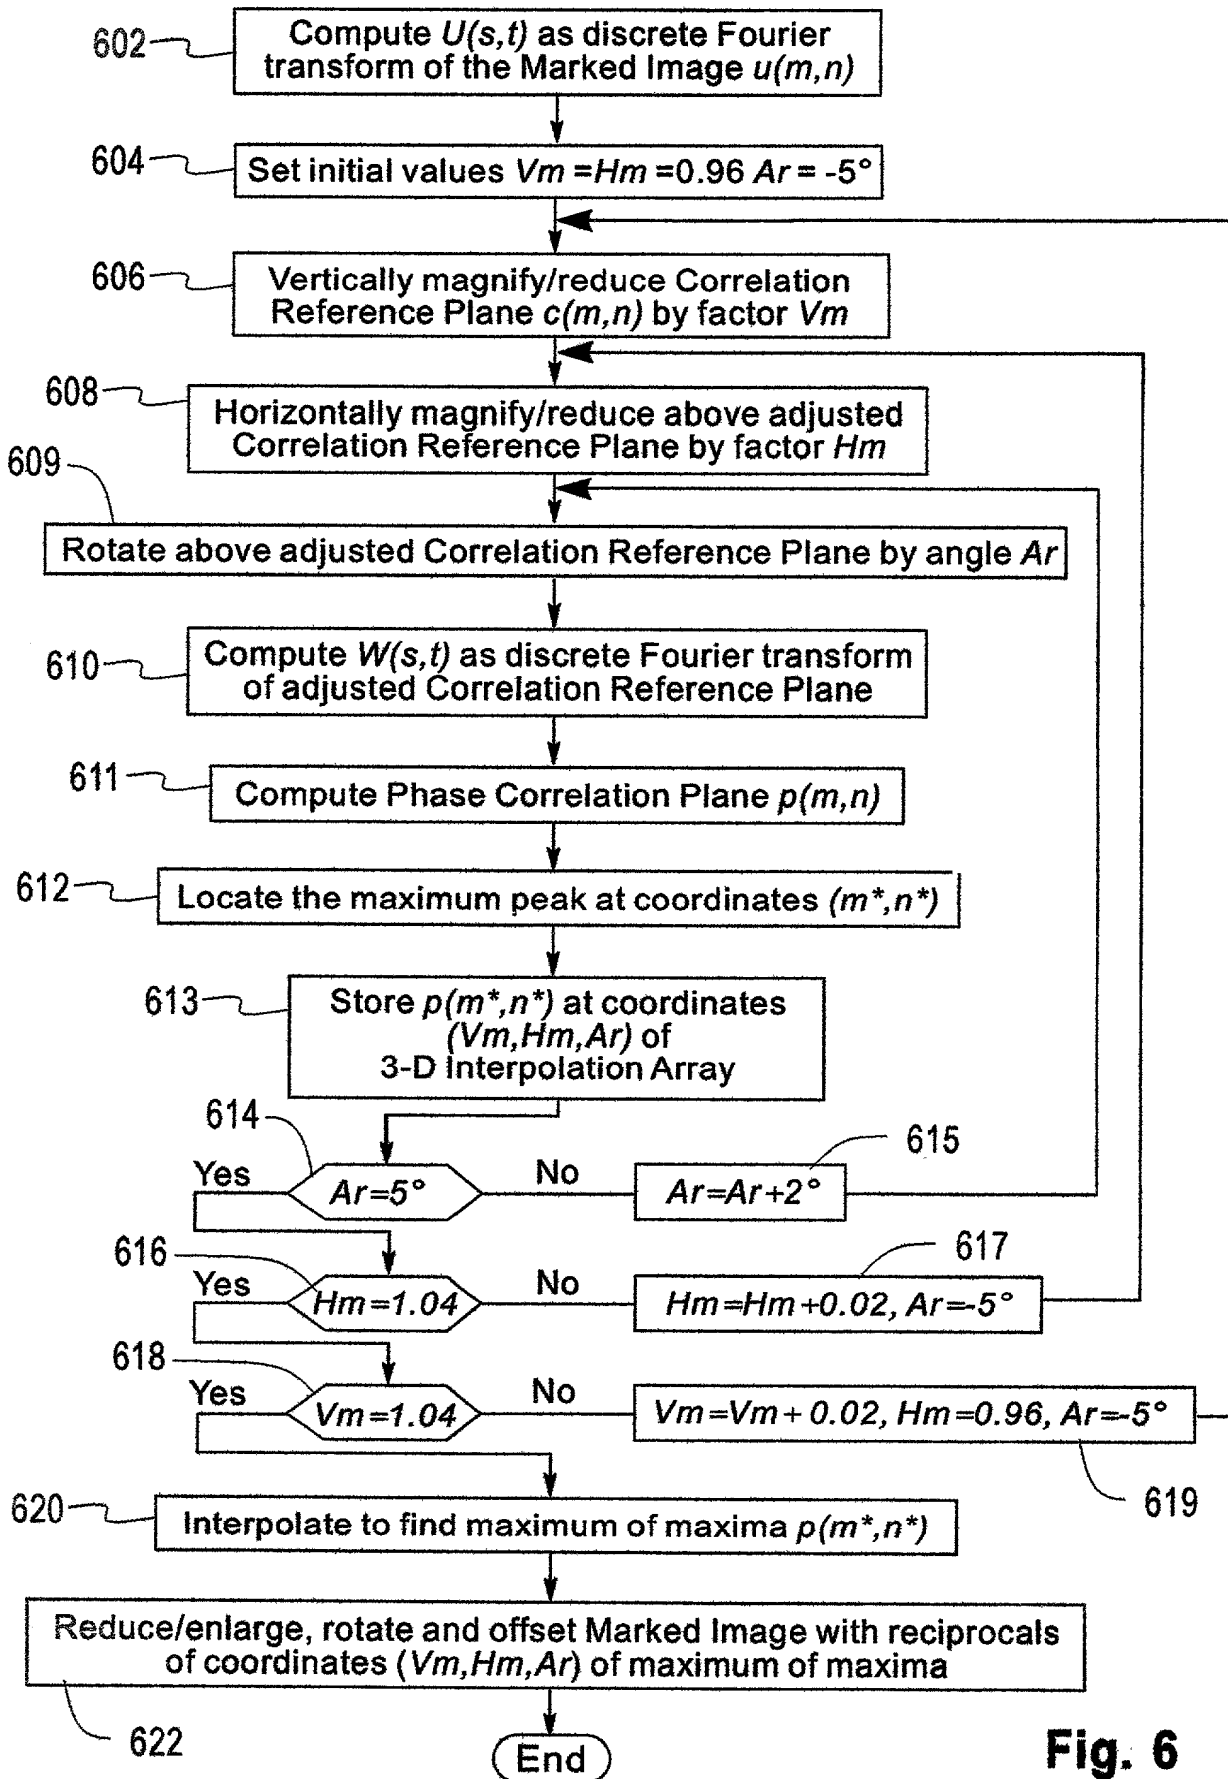 602
Compute U(s,t) as discrete Fourier
transform of the Marked Image u(m,n)
604
Set initial values Vm =Hm =0.96 Ar = -5°
606
Vertically magnify/reduce Correlation
Reference Plane c(m,n) by factor Vm
608
Horizontally magnify/reduce above adjusted
Correlation Reference Plane by factor Hm
609
Rotate above adjusted Correlation Reference Plane by angle Ar
610
Compute W(s,t) as discrete Fourier transform
of adjusted Correlation Reference Plane
611
Compute Phase Correlation Plane p(m,n)
612
Locate the maximum peak at coordinates (m*,n*)
613
Store p(m*,n*) at coordinates
(Vm,Hm,Ar) of
3-D Interpolation Array
614
Yes
Ar=5°
No
615
Ar=Ar+2°
616
Yes
Hm=1.04
No
617
Hm=Hm+0.02, Ar=-5°
618
Yes
Vm=1.04
No
Vm=Vm+ 0.02, Hm=0.96, Ar=-5°
619
620
Interpolate to find maximum of maxima p(m*,n*)
Reduce/enlarge, rotate and offset Marked Image with reciprocals
of coordinates (Vm,Hm,Ar) of maximum of maxima
622
End
Fig. 6